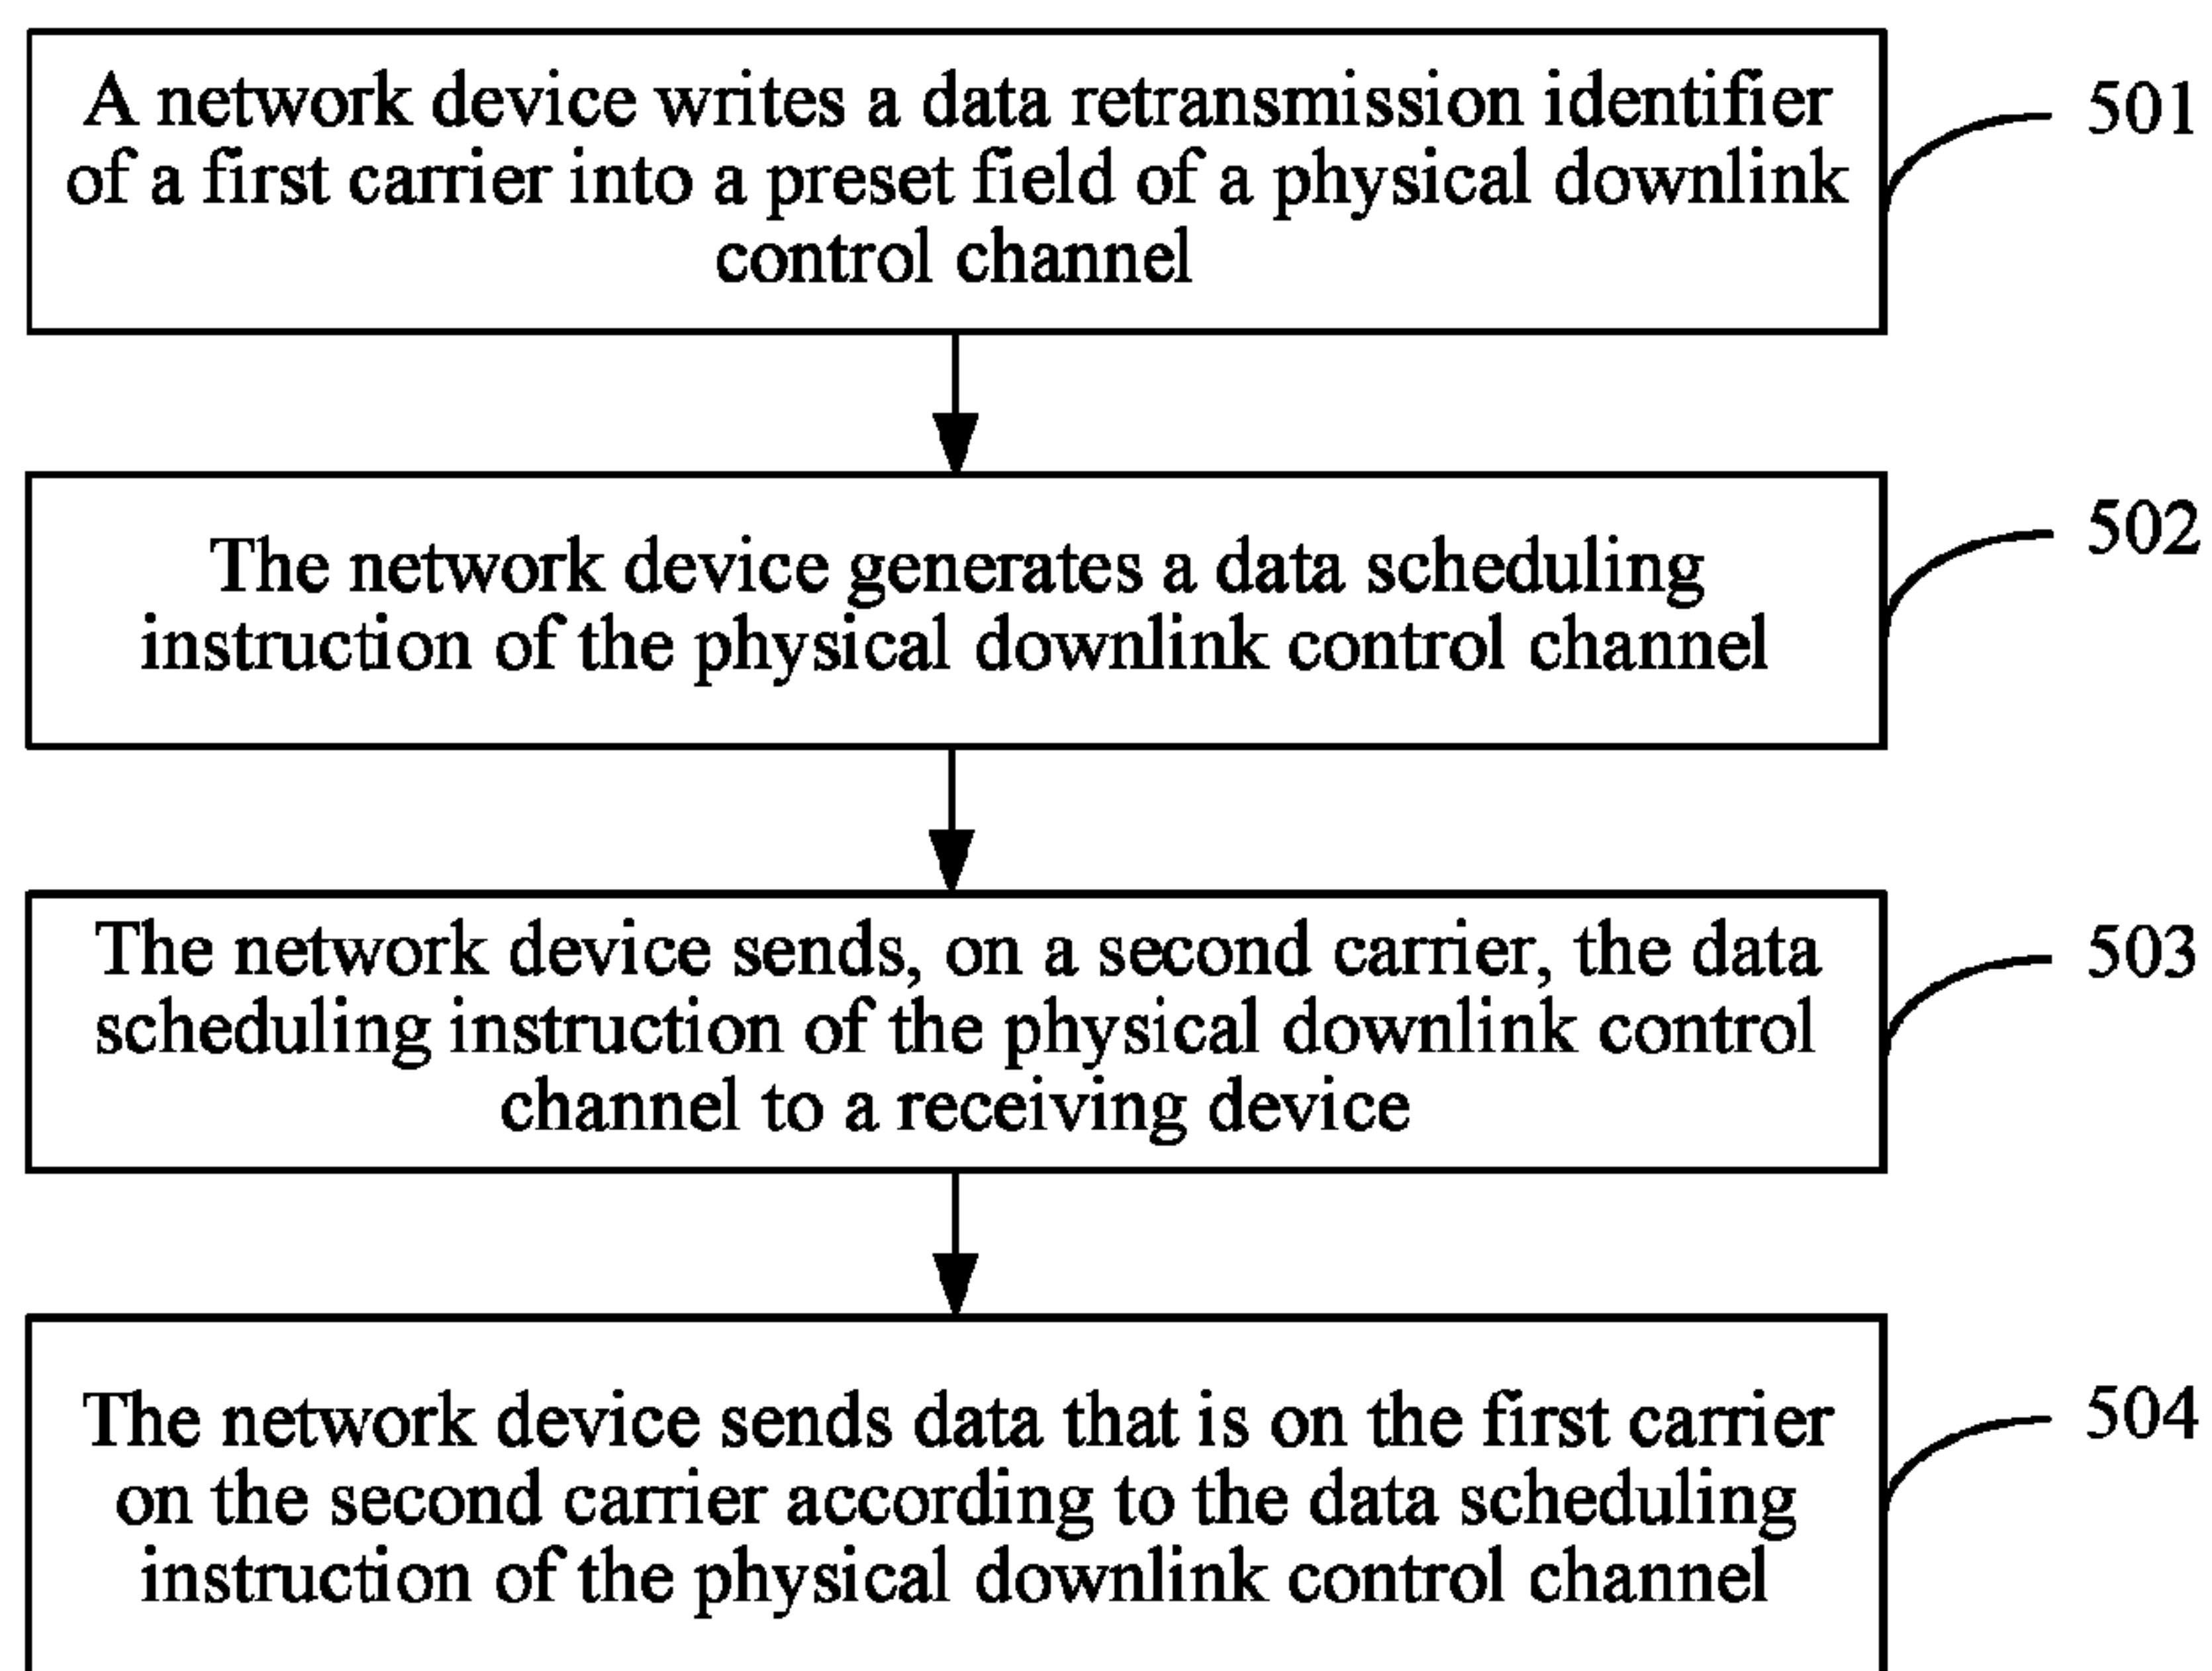 A network device writes a data retransmission identifier
of a first carrier into a preset field of a physical downlink
control channel
501
The network device generates a data scheduling
instruction of the physical downlink control channel
502
The network device sends, on a second carrier, the data
scheduling instruction of the physical downlink control
channel to a receiving device
503
The network device sends data that is on the first carrier
on the second carrier according to the data scheduling
instruction of the physical downlink control channel
504